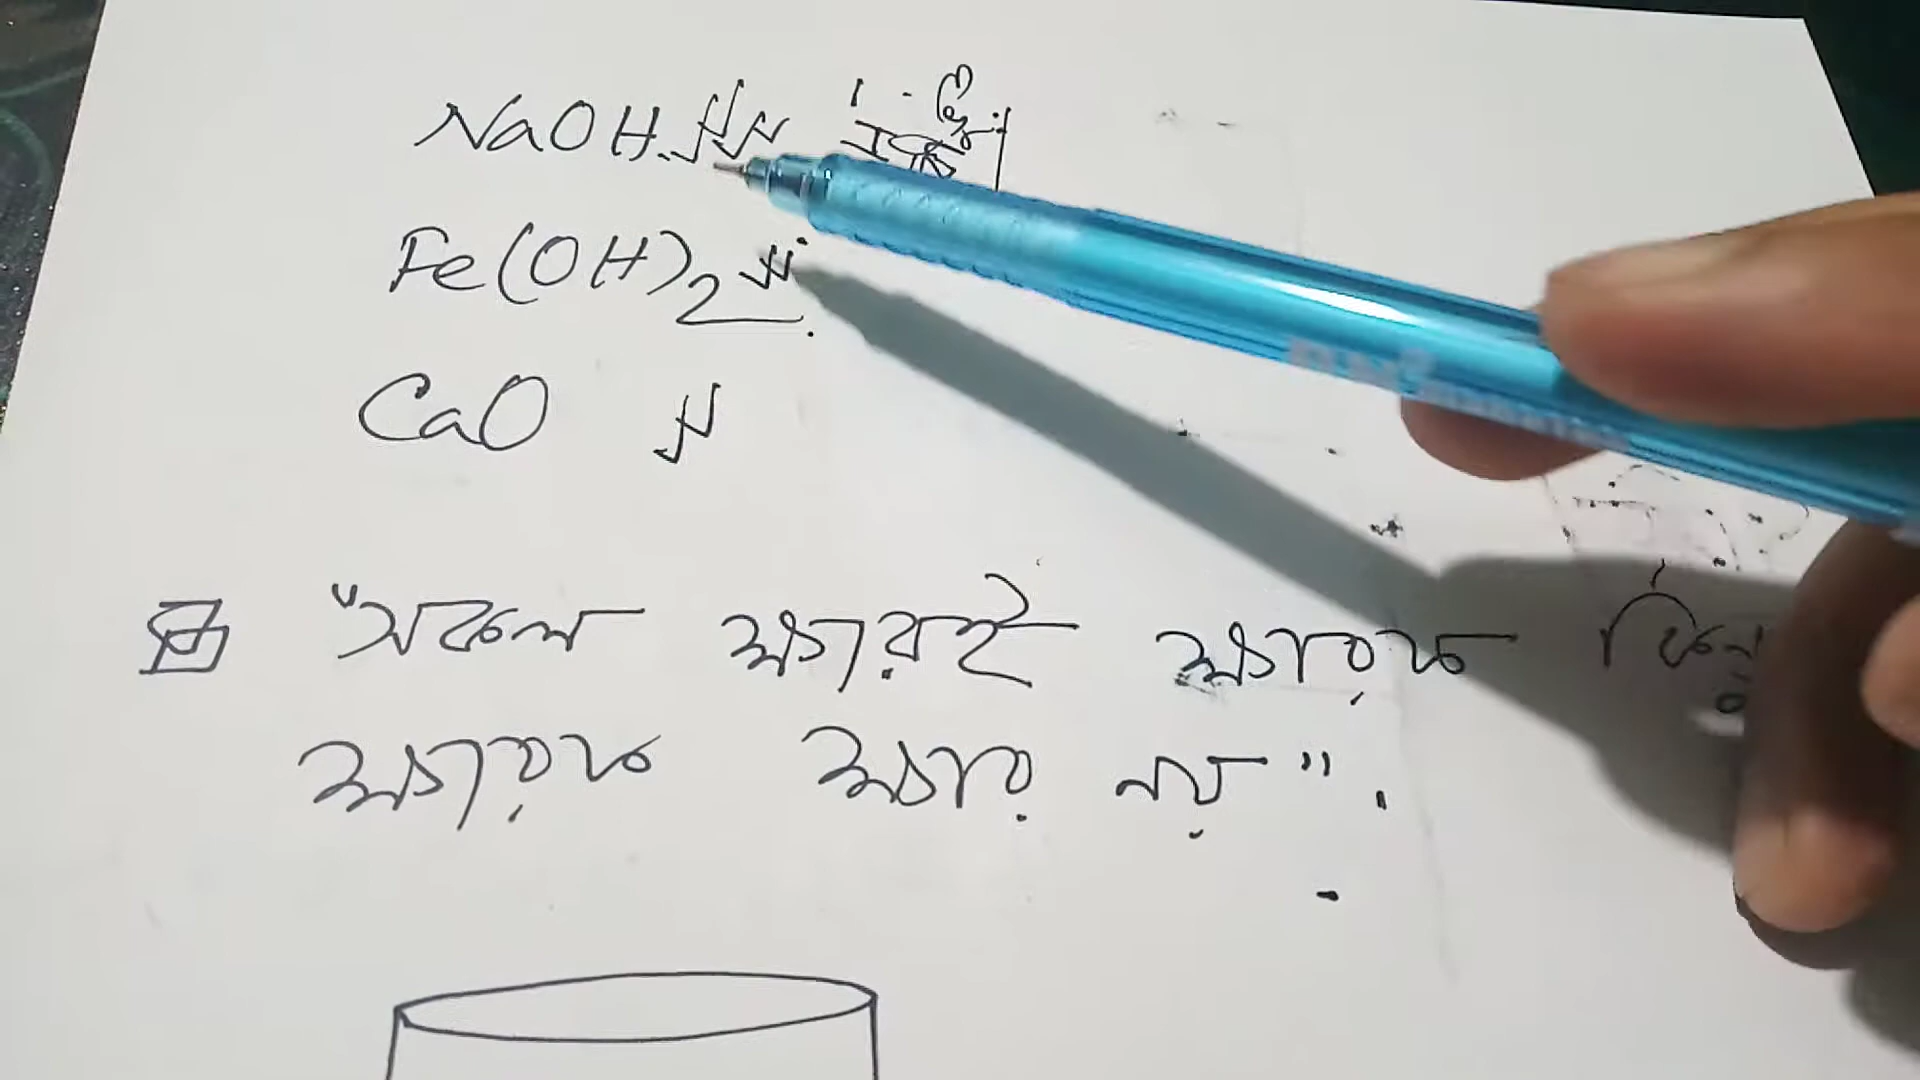 NaOH.
Fe(OH)2
CaO
"সকল ক্ষারই ক্ষারক
ক্ষারক ক্ষার নয়".